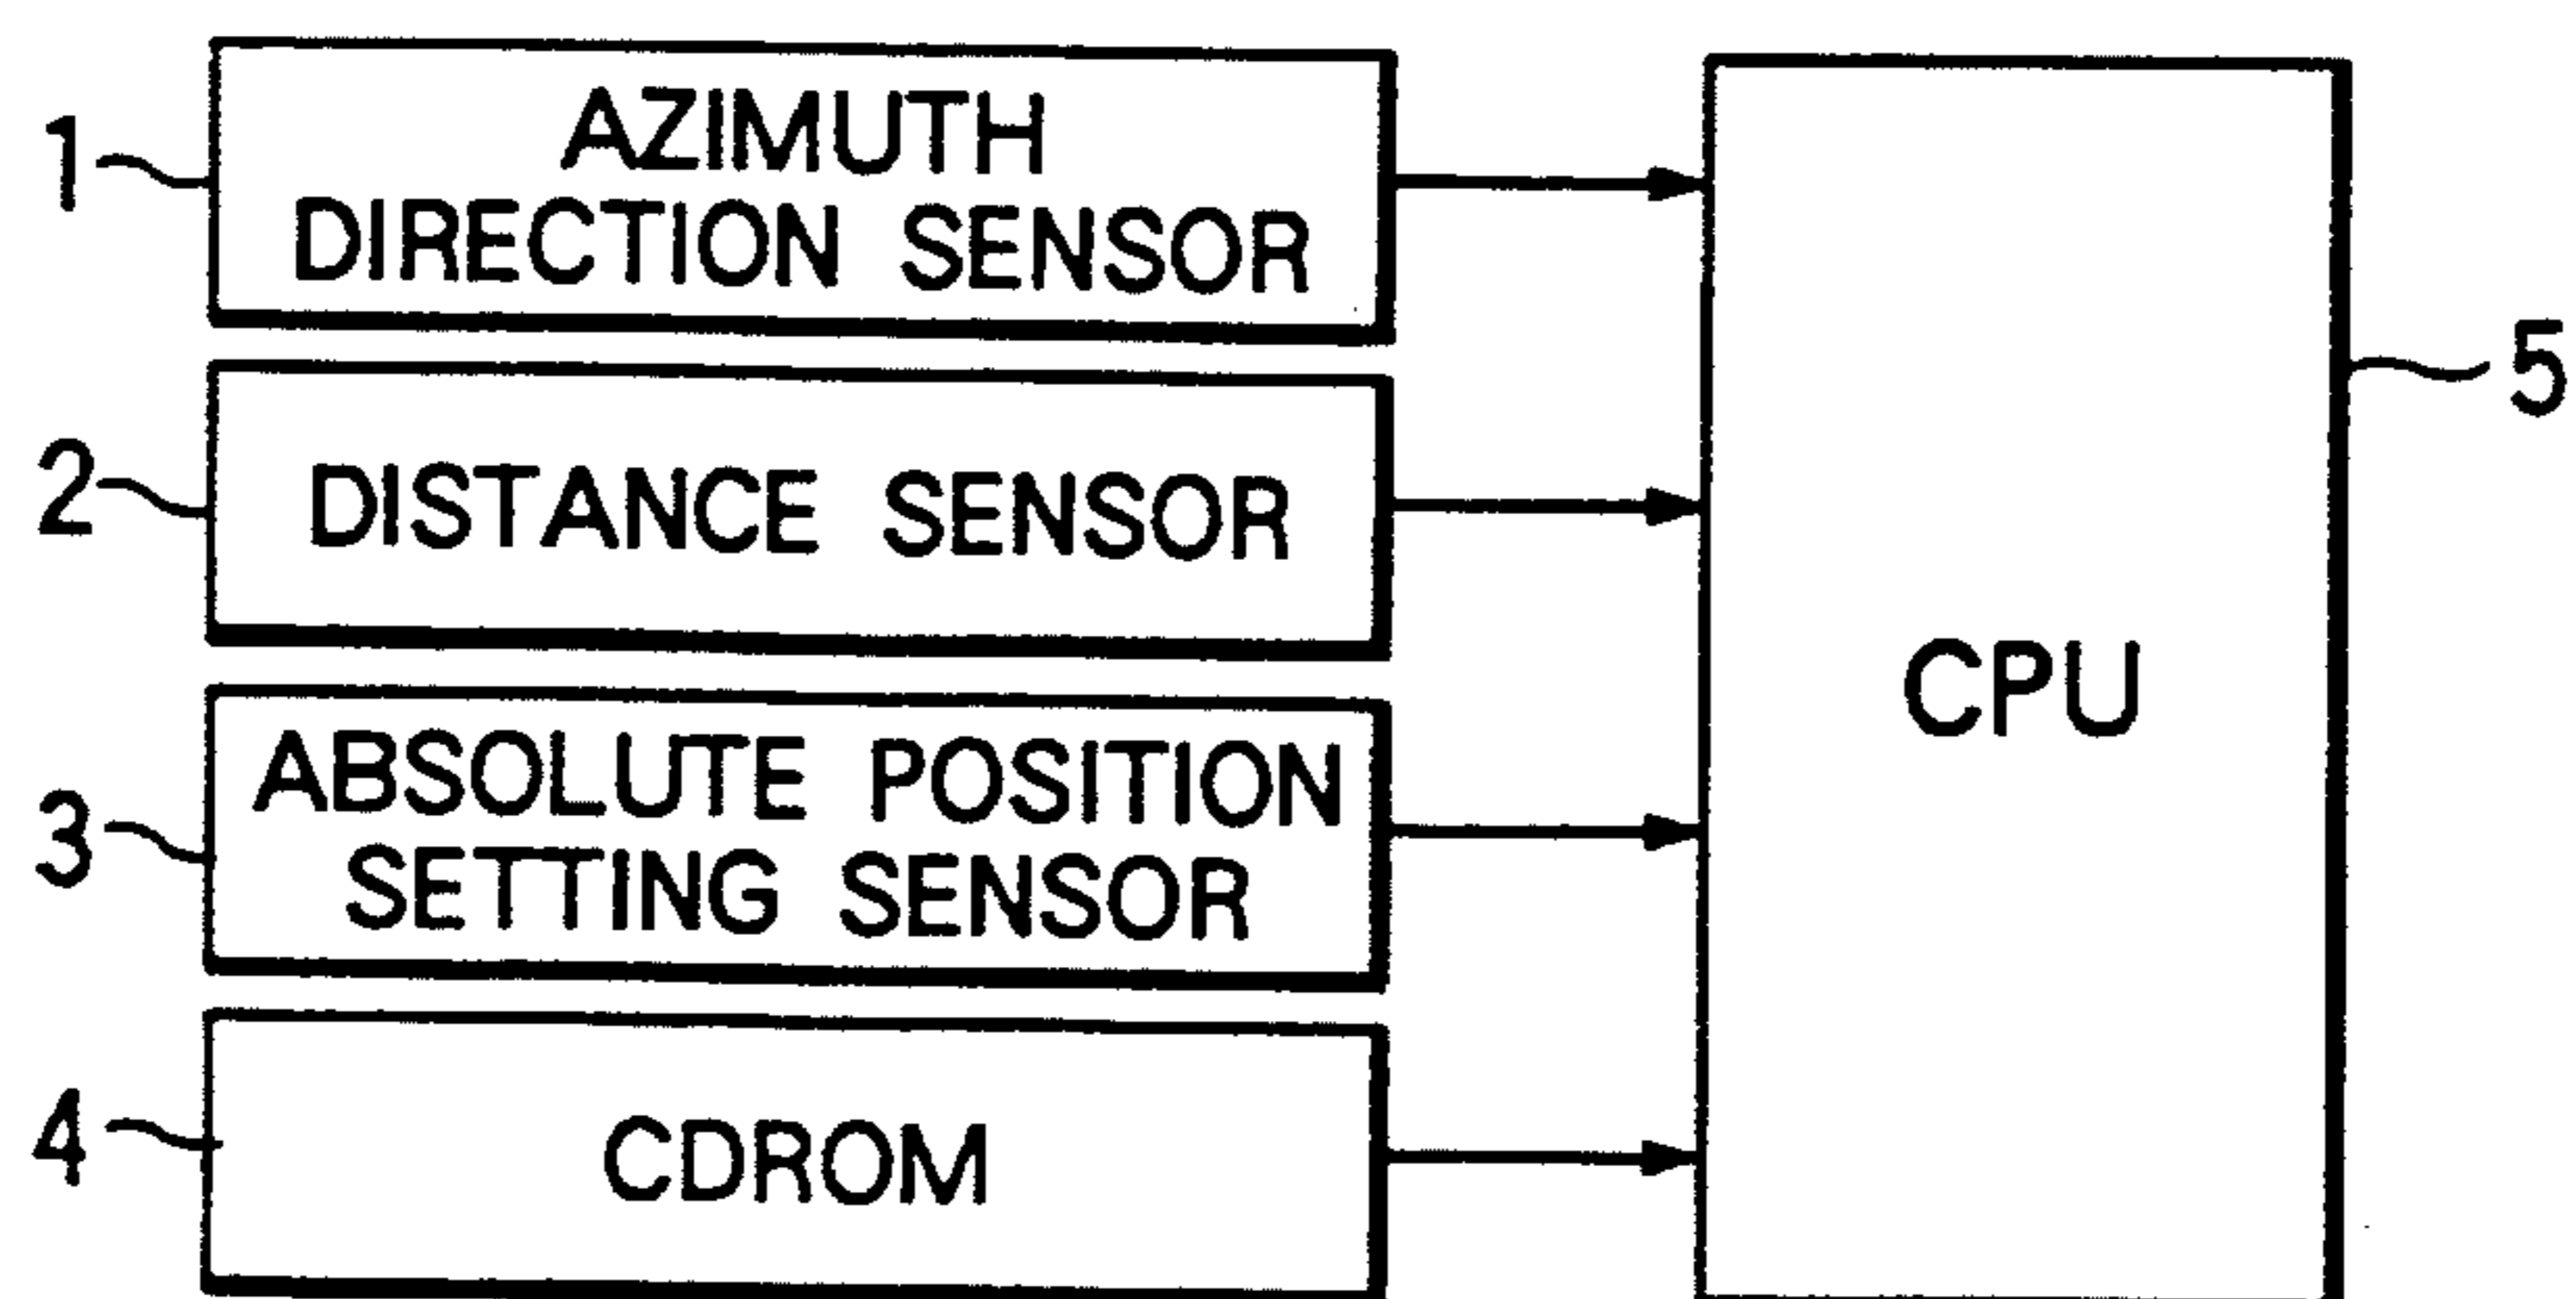 1
AZIMUTH
DIRECTION SENSOR
2
DISTANCE SENSOR
3
ABSOLUTE POSITION
SETTING SENSOR
4
CDROM
CPU
5